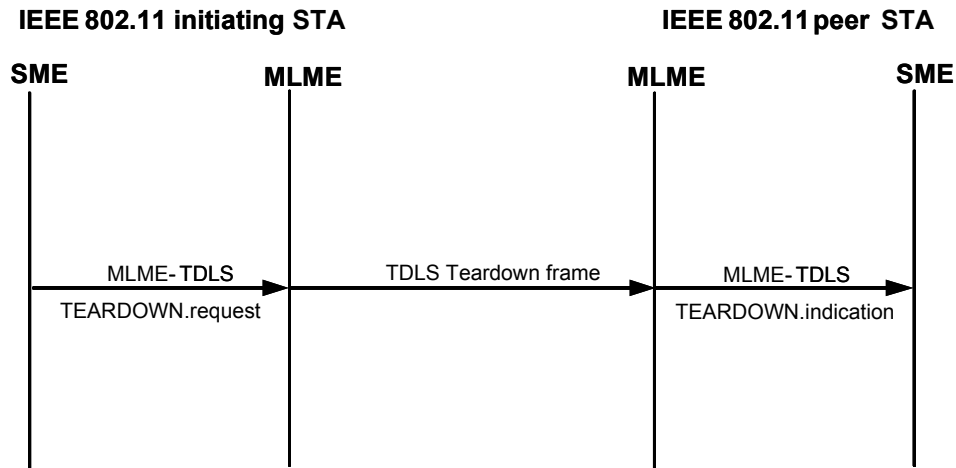 IEEE 802.11 initiating STA
IEEE 802.11 peer STA
SME
MLME
MLME
SME
MLME-TDLS
TEARDOWN.request
TDLS Teardown frame
MLME-TDLS
TEARDOWN.indication